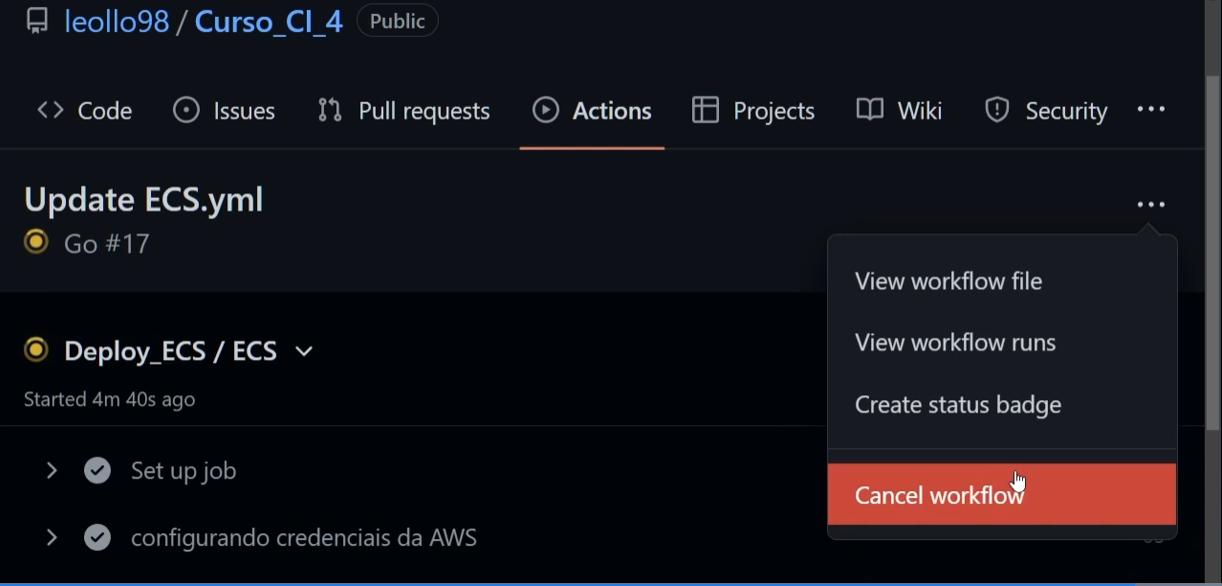 leollo98 / Curso_CI_4 Public
Code Issues Pull requests Actions Projects Wiki Security
Update ECS.yml
Go #17
View workflow file
View workflow runs
Create status badge
Cancel workflow
Deploy_ECS / ECS
Started 4m 40s ago
Set up job
configurando credenciais da AWS